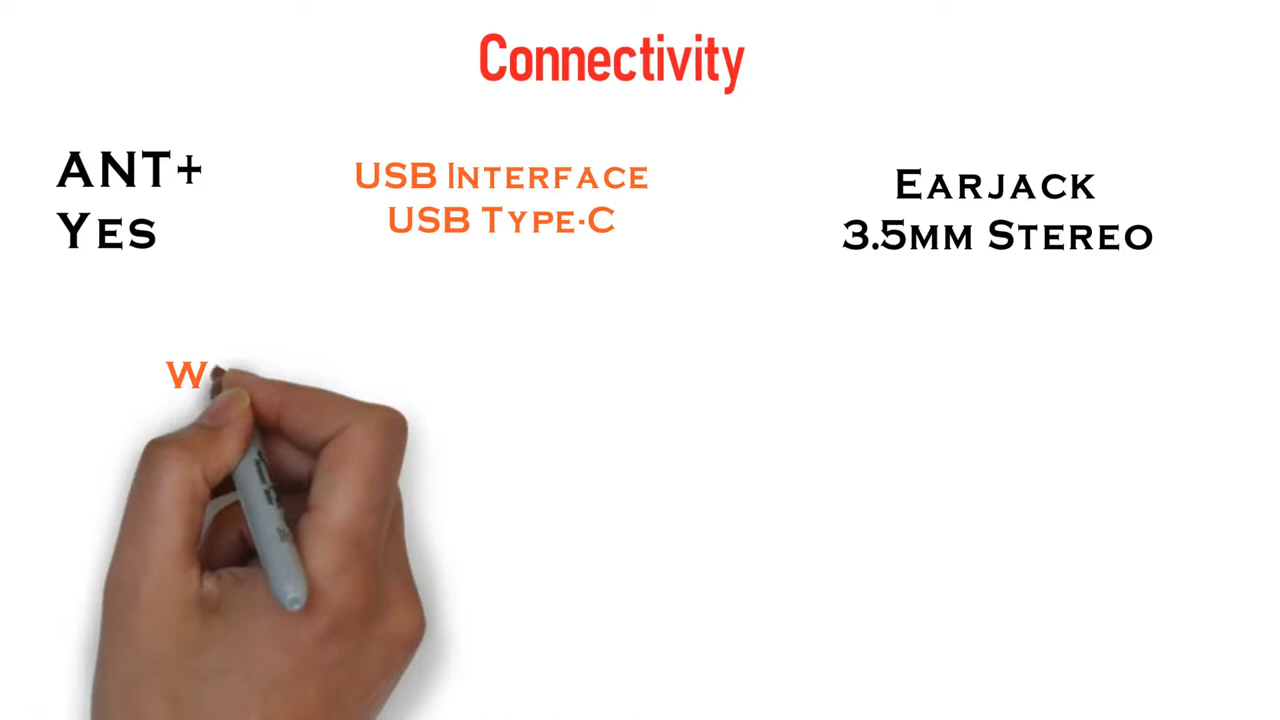 Connectivity
ANT+
Yes
USB Interface
USB Type-C
Earjack
3.5mm Stereo
W